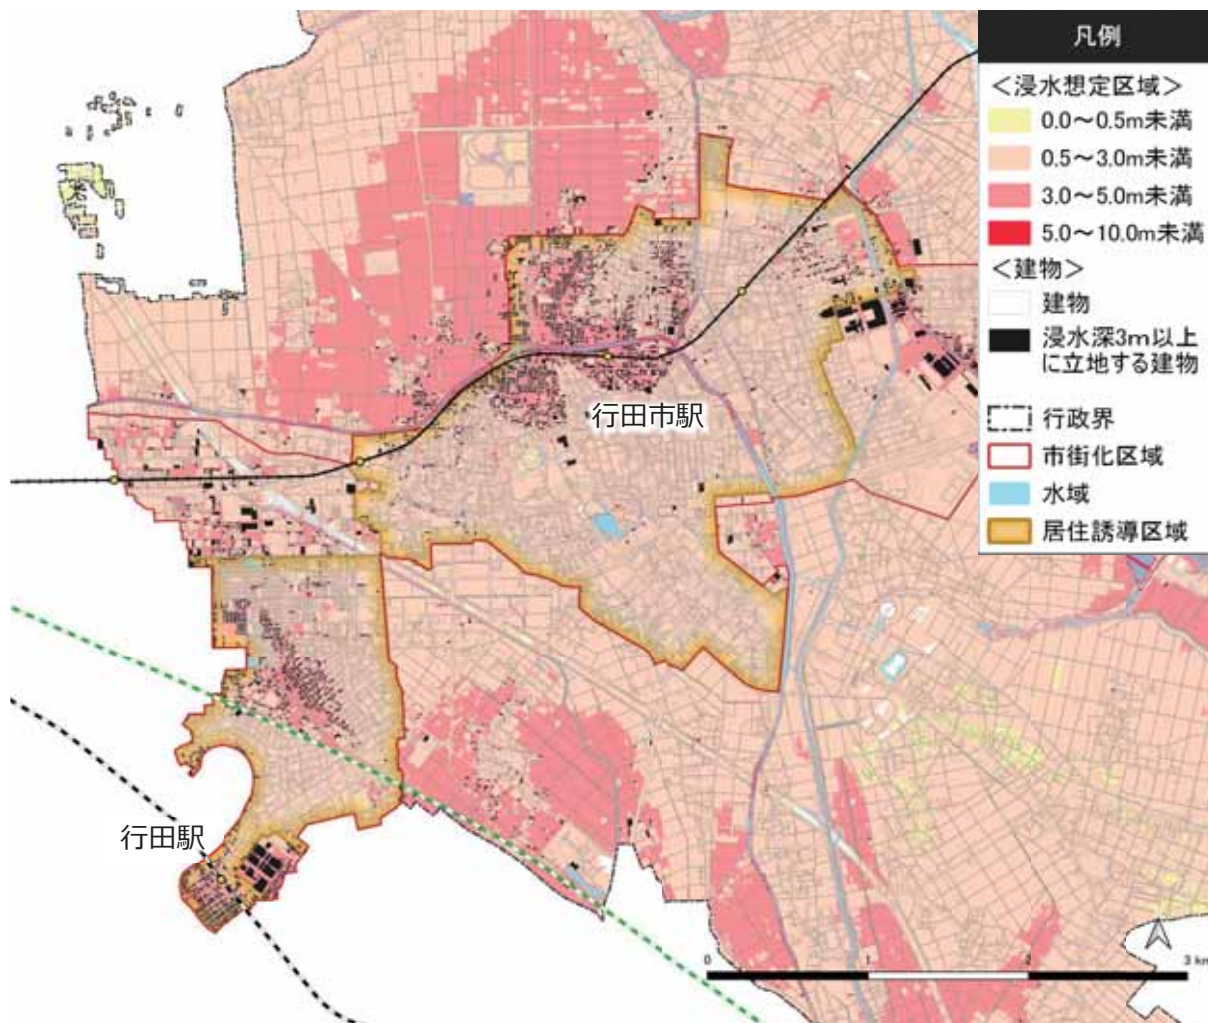 凡例
＜浸水想定区域＞
0.0～0.5m未満
0.5～3.0m未満
3.0～5.0m未満
5.0～10.0m未満
＜建物＞
建物
浸水深3m以上
に立地する建物
行政界
市街化区域
水域
居住誘導区域
行田市駅
行田駅
0 1 2 3 km